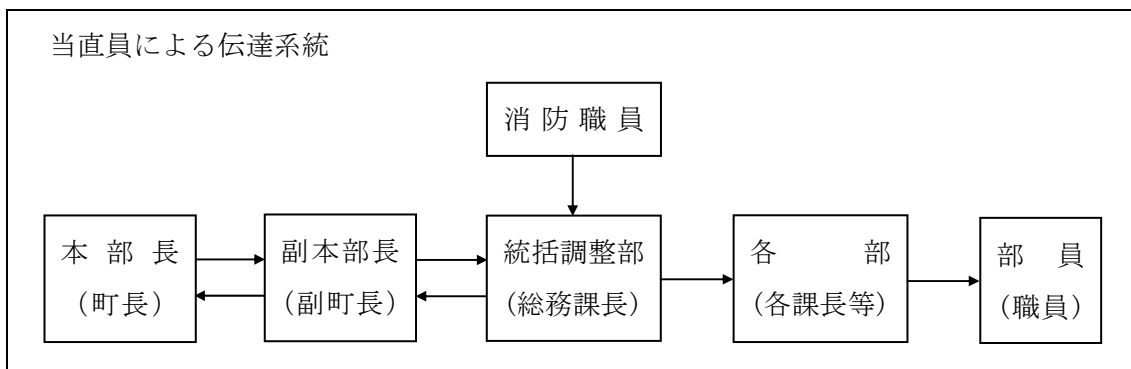 当直員による伝達系統
消防職員
本部長
(町長)
副本部長
(副町長)
統括調整部
(総務課長)
各部
(各課長等)
部員
(職員)